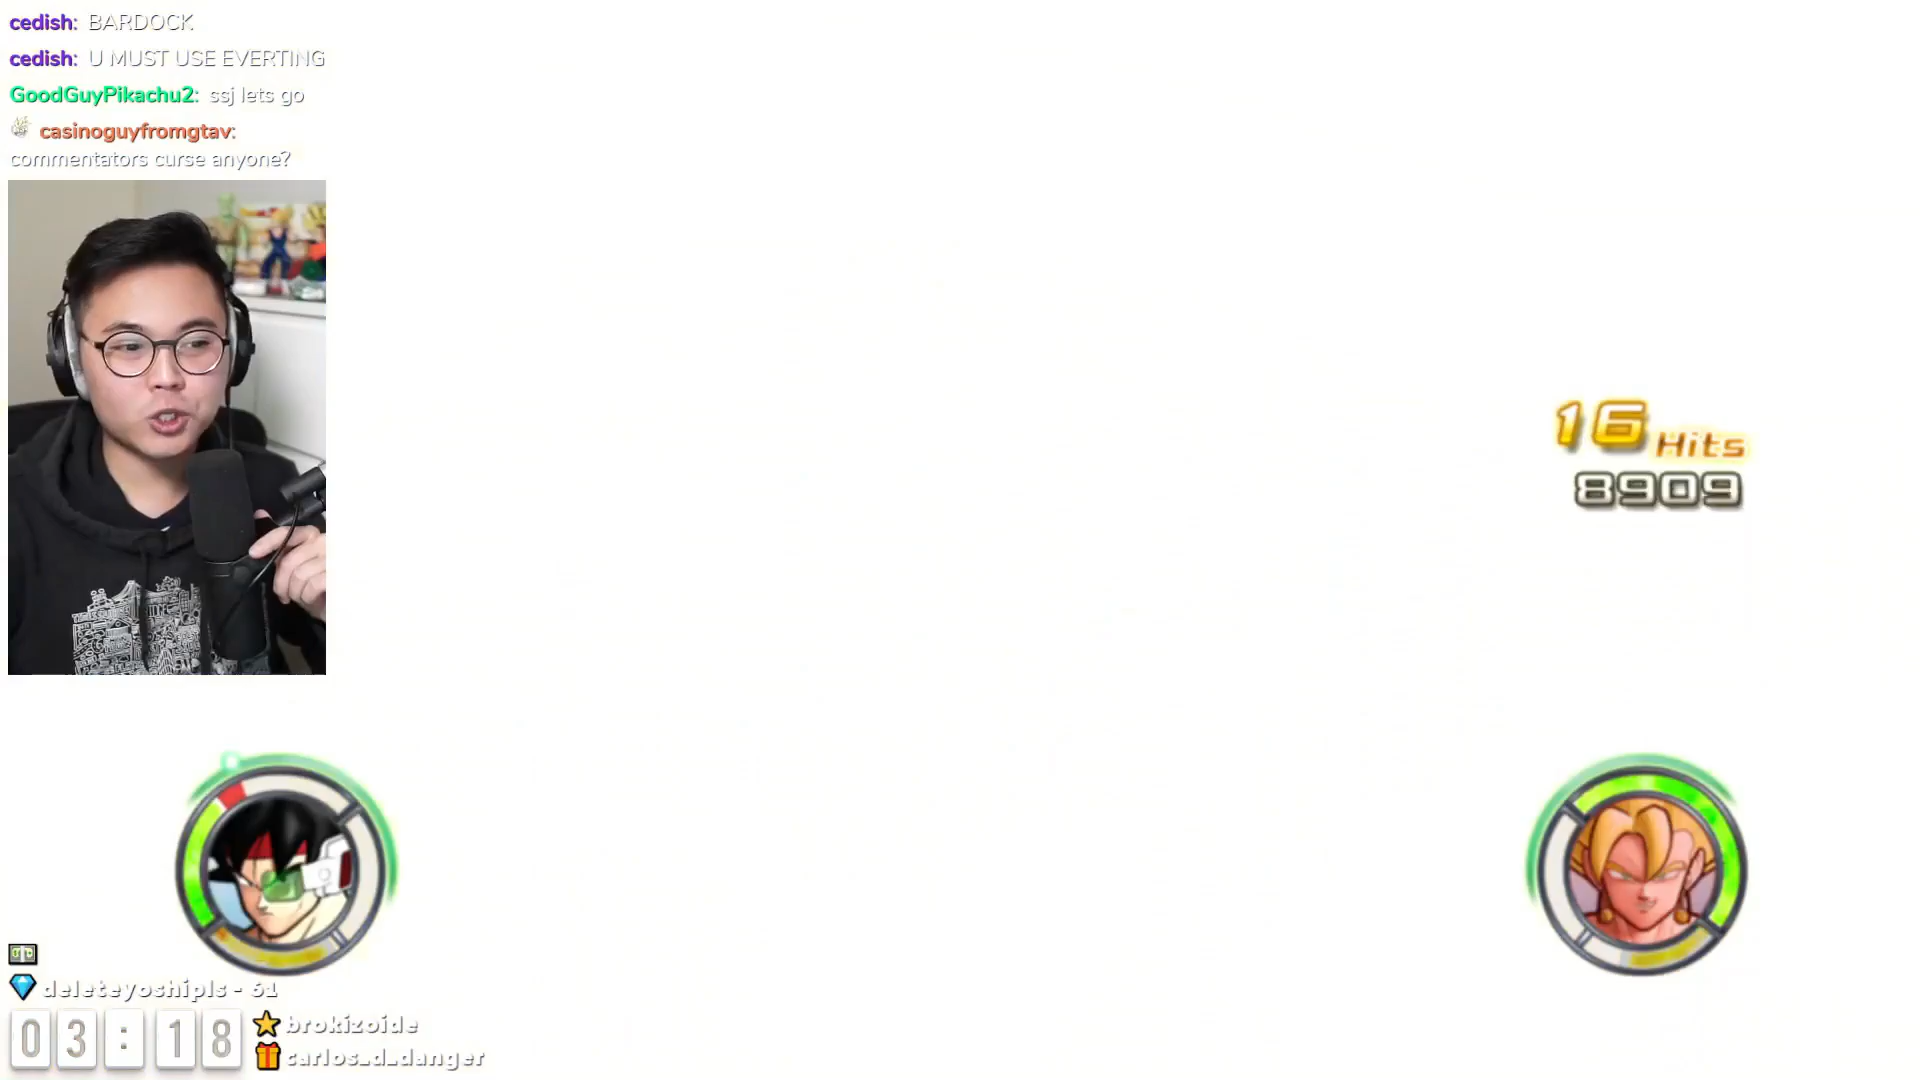 cedish: BARDOCK
cedish: U MUST USE EVERTING
GoodGuyPikachu2: ssj lets go
casinoguyfromgtav:
commentators curse anyone?
16 Hits
8909
deleteyoshipls - 61
03:18
brokizoide
carlos_d_danger